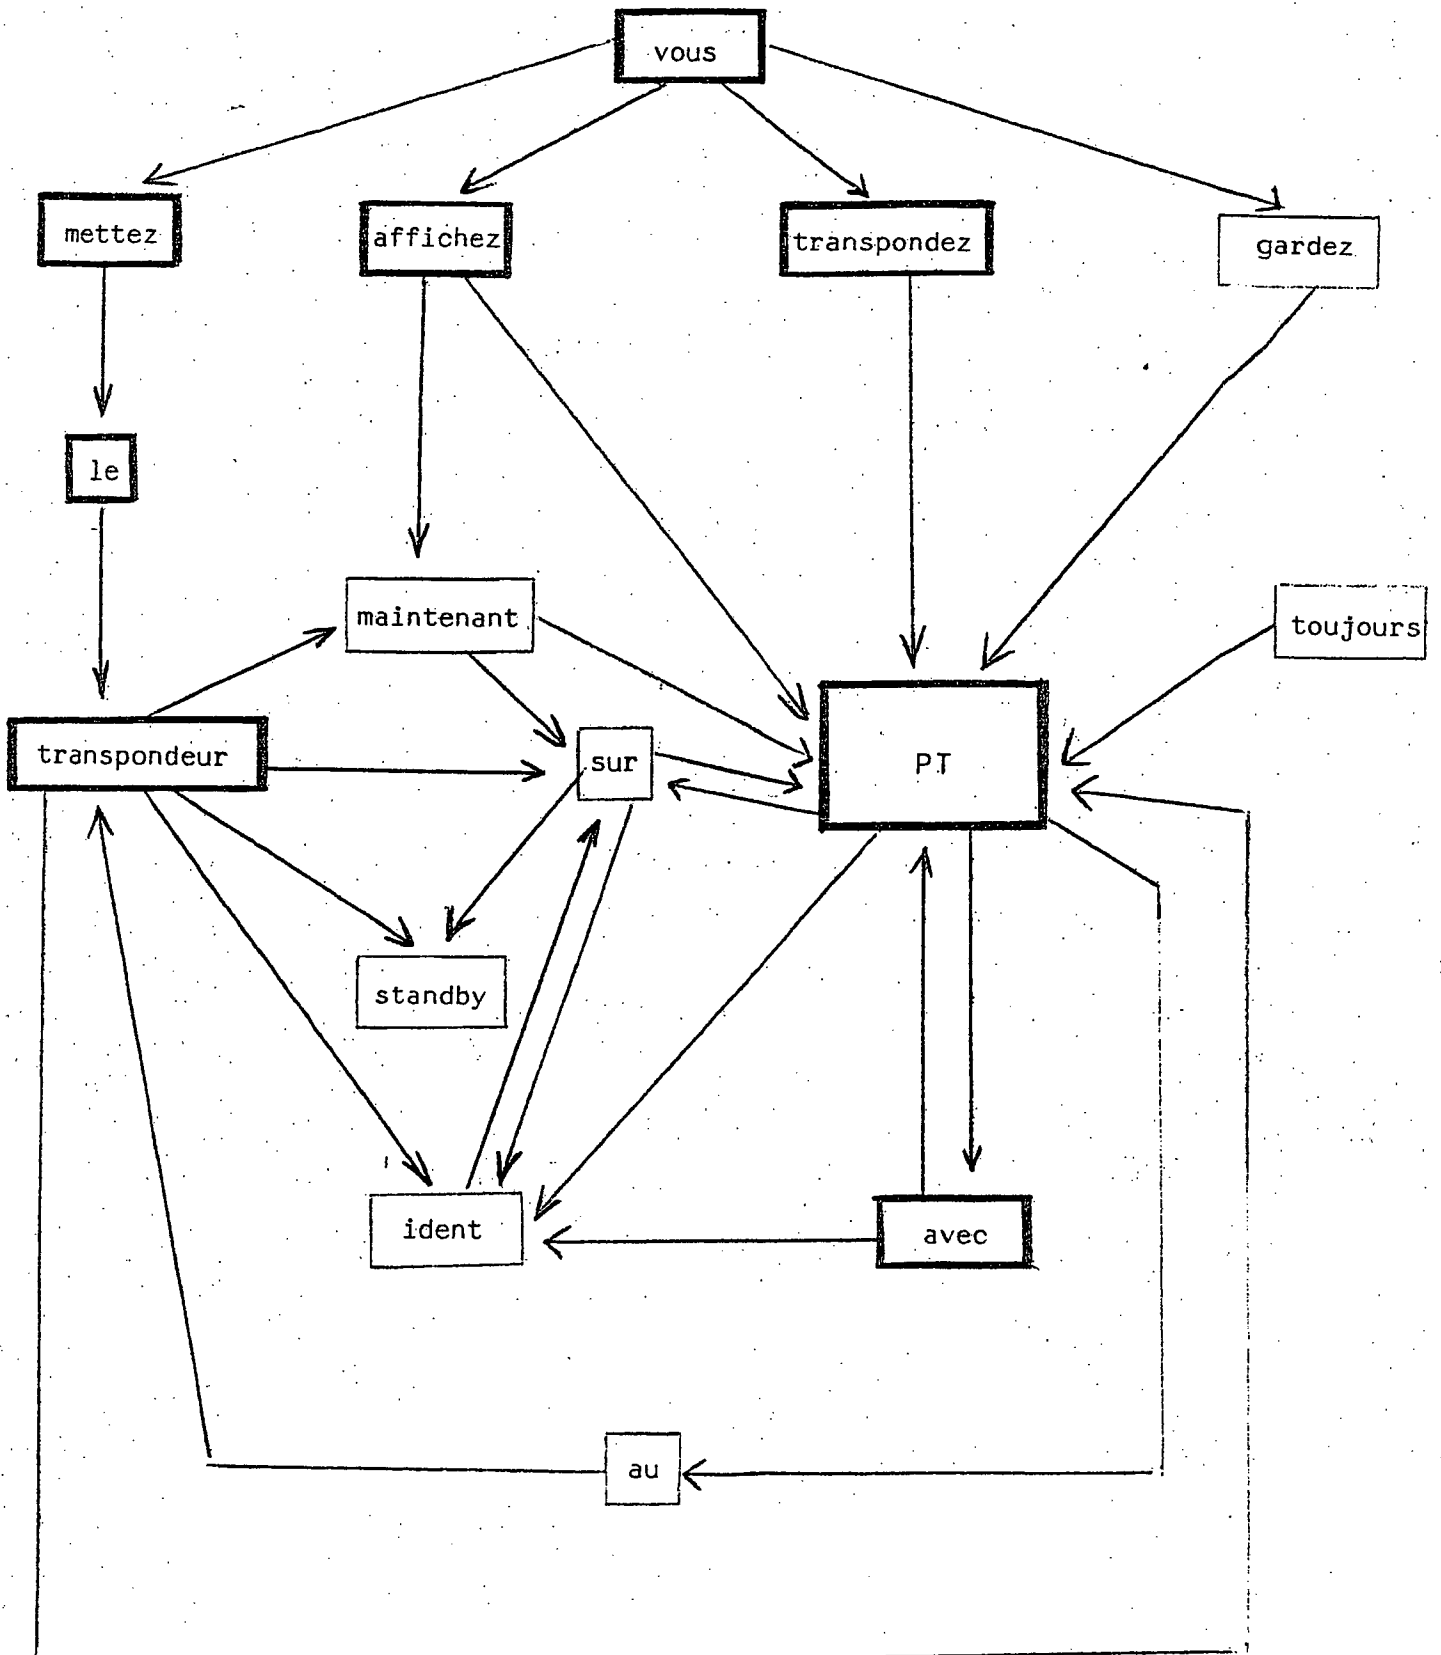 vous
mettez
affichez
transpondez
gardez
le
maintenant
toujours
transpondeur
sur
PT
standby
ident
avec
au